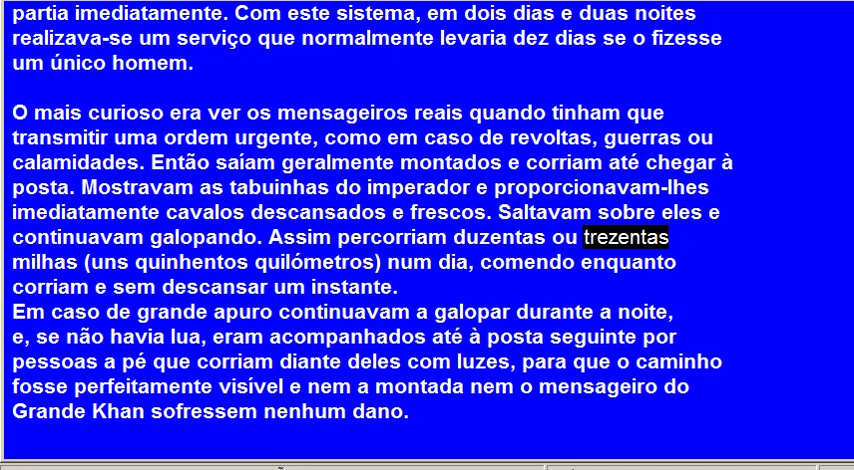 partia imediatamente. Com este sistema, em dois dias e duas noites
realizava-se um serviço que normalmente levaria dez dias se o fizesse
um único homem.
O mais curioso era ver os mensageiros reais quando tinham que
transmitir uma ordem urgente, como em caso de revoltas, guerras ou
calamidades. Então saíam geralmente montados e corriam até chegar à
posta. Mostravam as tabuinhas do imperador e proporcionavam-lhes
imediatamente cavalos descansados e frescos. Saltavam sobre eles e
continuavam galopando. Assim percorriam duzentas ou trezentas
milhas (uns quinhentos quilómetros) num dia, comendo enquanto
corriam e sem descansar um instante.
Em caso de grande apuro continuavam a galopar durante a noite,
e, se não havia lua, eram acompanhados até à posta seguinte por
pessoas a pé que corriam diante deles com luzes, para que o caminho
fosse perfeitamente visível e nem a montada nem o mensageiro do
Grande Khan sofressem nenhum dano.